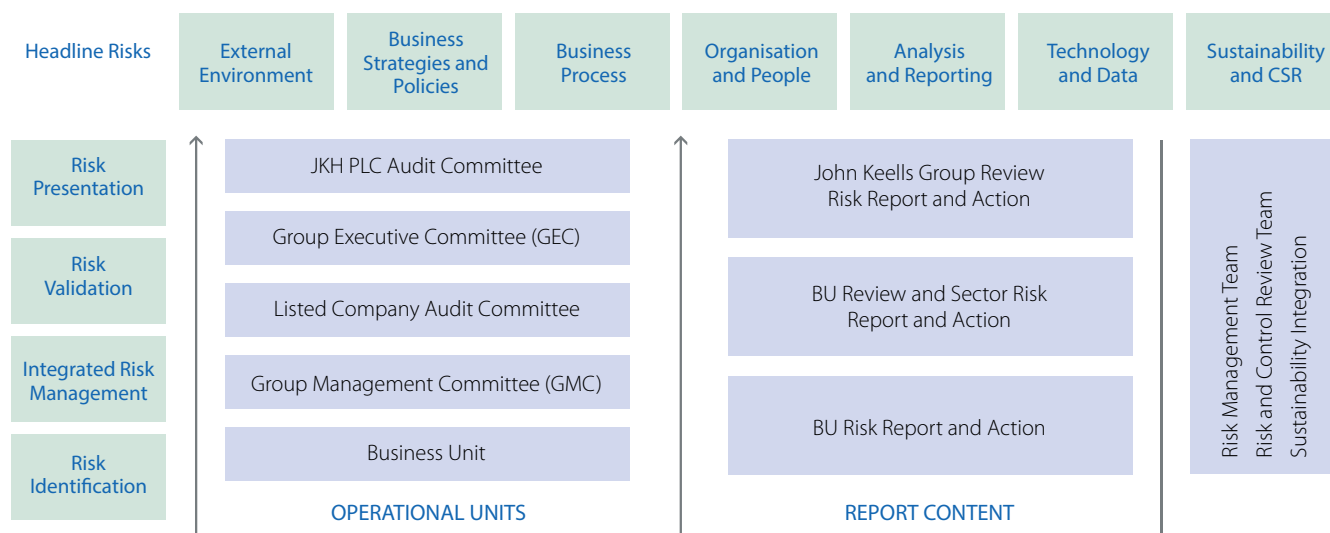 Headline Risks
External
Environment
Business
Strategies and
Policies
Business
Process
Organisation
and People
Analysis
and Reporting
Technology
and Data
Sustainability
and CSR
Risk
Presentation
Risk
Validation
Integrated Risk
Management
Risk
Identification
JKH PLC Audit Committee
Group Executive Committee (GEC)
Listed Company Audit Committee
Group Management Committee (GMC)
Business Unit
OPERATIONAL UNITS
John Keells Group Review
Risk Report and Action
BU Review and Sector Risk
Report and Action
BU Risk Report and Action
REPORT CONTENT
Risk Management Team
Risk and Control Review Team
Sustainability Integration